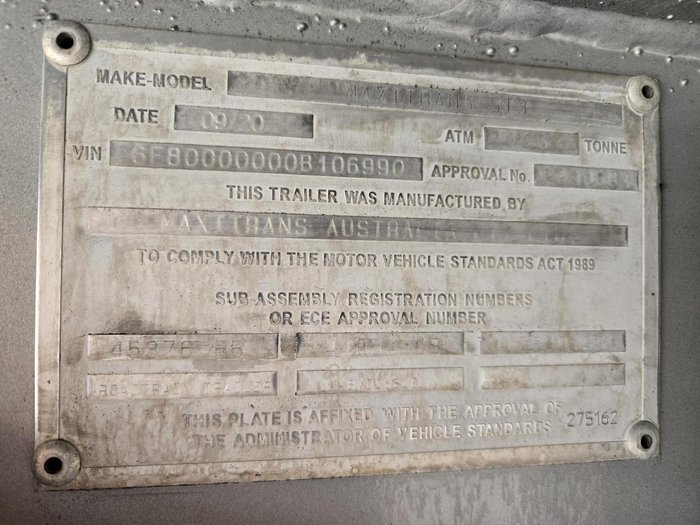 MAKE-MODEL MAXITRANS ST3
DATE 09/20 ATM TONNE
VIN 6F80000000B106990 APPROVAL No.
THIS TRAILER WAS MANUFACTURED BY
MAXITRANS AUSTRALIA
TO COMPLY WITH THE MOTOR VEHICLE STANDARDS ACT 1989
SUB-ASSEMBLY REGISTRATION NUMBERS
OR ECE APPROVAL NUMBER
THIS PLATE IS AFFIXED WITH THE APPROVAL OF
THE ADMINISTRATOR OF VEHICLE STANDARDS 275162